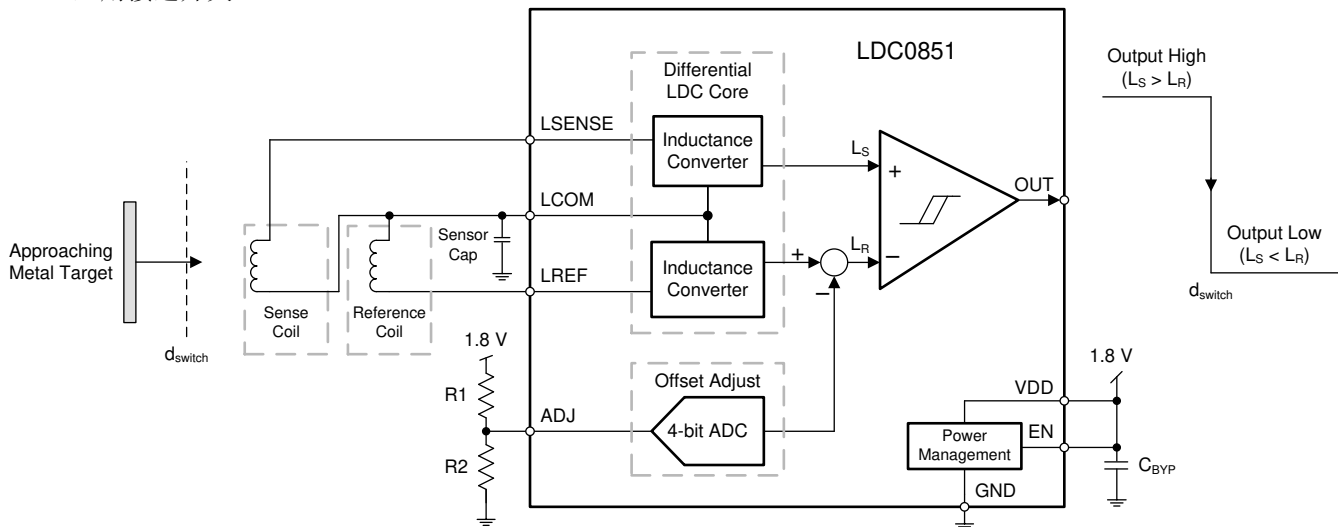 LDC0851
Differential
LDC Core
LSENSE
Inductance
Converter
LS
LCOM
OUT
Approaching
Metal Target
Sensor
Cap
LREF
Inductance
Converter
LR
+
−
+
−
Sense
Coil
Reference
Coil
dswitch
1.8 V
R1
ADJ
R2
Offset Adjust
4-bit ADC
Output High
(LS > LR)
Output Low
(LS < LR)
dswitch
1.8 V
VDD
EN
Power
Management
CBYP
GND